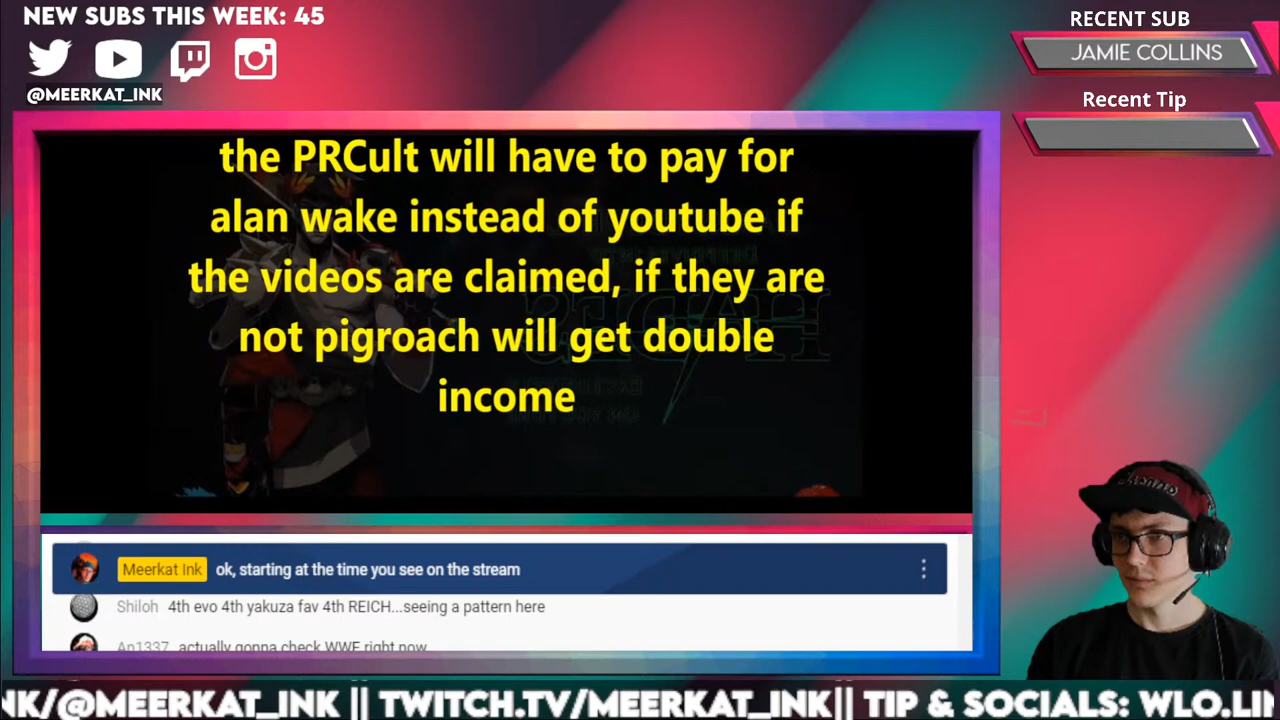 NEW SUBS THIS WEEK: 45
@MEERKAT_INK
RECENT SUB
JAMIE COLLINS
Recent Tip
the PRCult will have to pay for
alan wake instead of youtube if
the videos are claimed, if they are
not pigroach will get double
income
Meerkat Ink ok, starting at the time you see on the stream
Shiloh 4th evo 4th yakuza fav 4th REICH...seeing a pattern here
An1337 actually gonna check WWE right now
NK/@MEERKAT_INK || TWITCH.TV/MEERKAT_INK|| TIP & SOCIALS: WLO.LIN